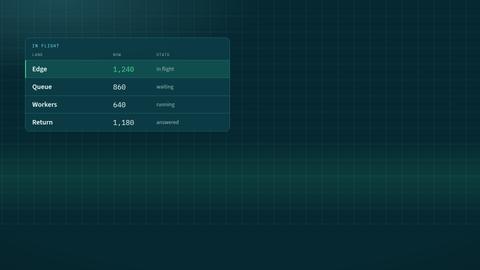 IN FLIGHT
LANE NOW STATE
Edge 1,240 in flight
Queue 860 waiting
Workers 640 running
Return 1,180 answered